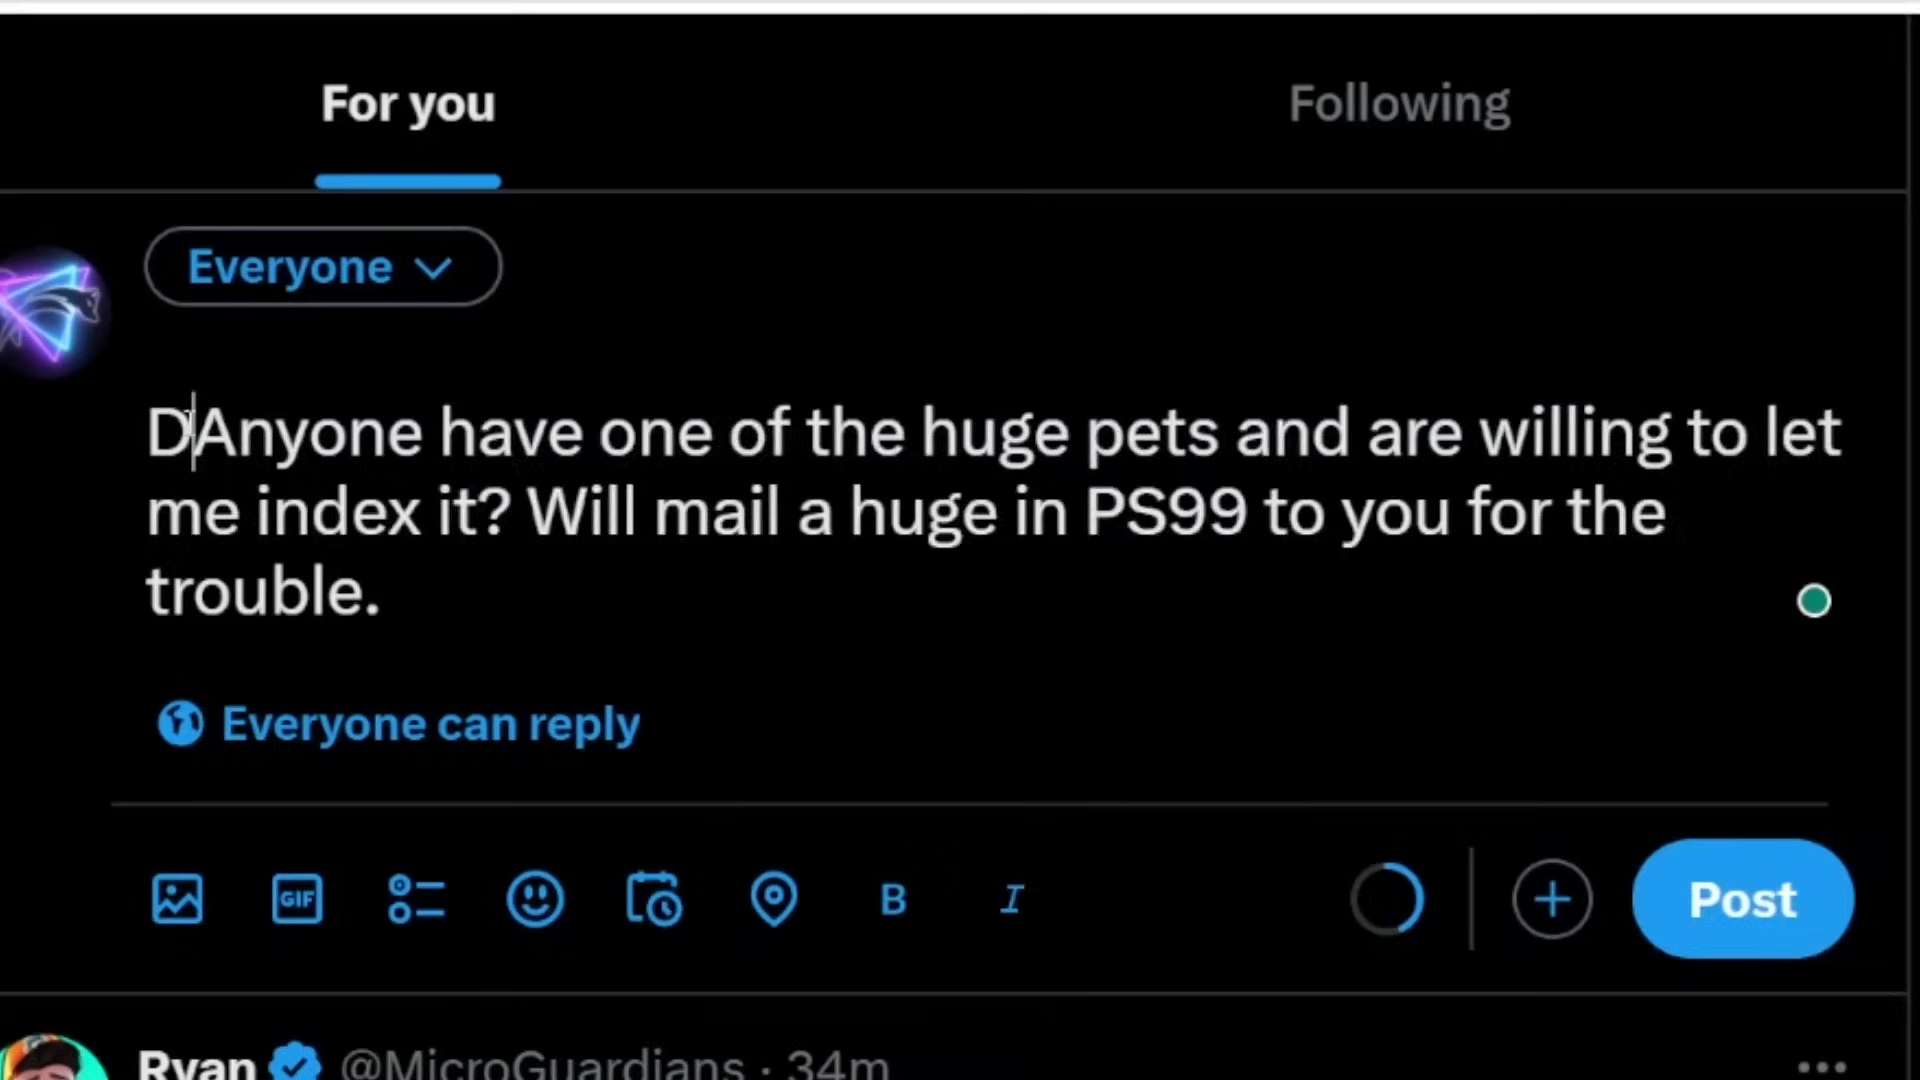 For you
Following
Everyone
DAnyone have one of the huge pets and are willing to let
me index it? Will mail a huge in PS99 to you for the
trouble.
Everyone can reply
GIF
B
I
Post
Ryan @MicroGuardians · 34m